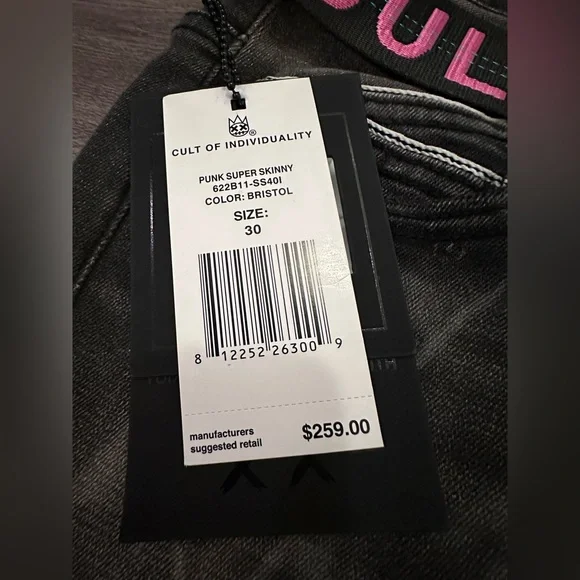 CUL
CULT OF INDIVIDUALITY
PUNK SUPER SKINNY
622B11-SS40I
COLOR: BRISTOL
SIZE:
30
8 12252 26300 9
manufacturers
suggested retail
$259.00